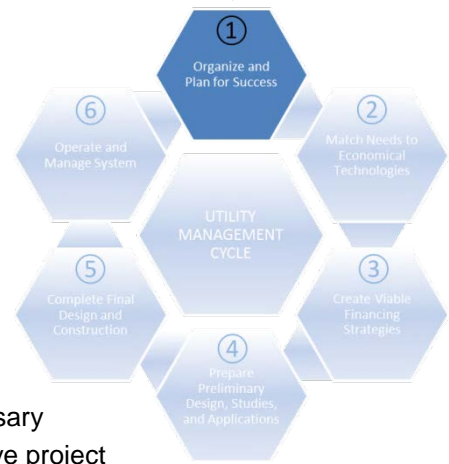 ①
Organize and
Plan for Success
②
Match Needs to
Economical
Technologies
③
Create Viable
Financing
Strategies
④
Prepare
Preliminary
Design, Studies,
and Applications
⑤
Complete Final
Design and
Construction
⑥
Operate and
Manage System
UTILITY
MANAGEMENT
CYCLE
project